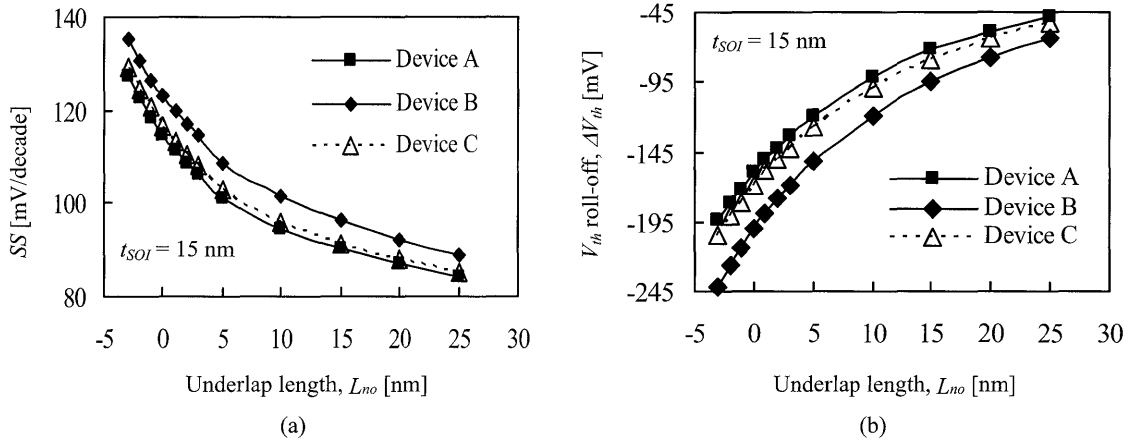 140
120
100
80
SS [mV/decade]
Device A
Device B
Device C
t_SOI = 15 nm
-5 0 5 10 15 20 25 30
Underlap length, L_no [nm]
(a)
-45
-95
-145
-195
-245
V_th roll-off, ΔV_th [mV]
t_SOI = 15 nm
Device A
Device B
Device C
-5 0 5 10 15 20 25 30
Underlap length, L_no [nm]
(b)